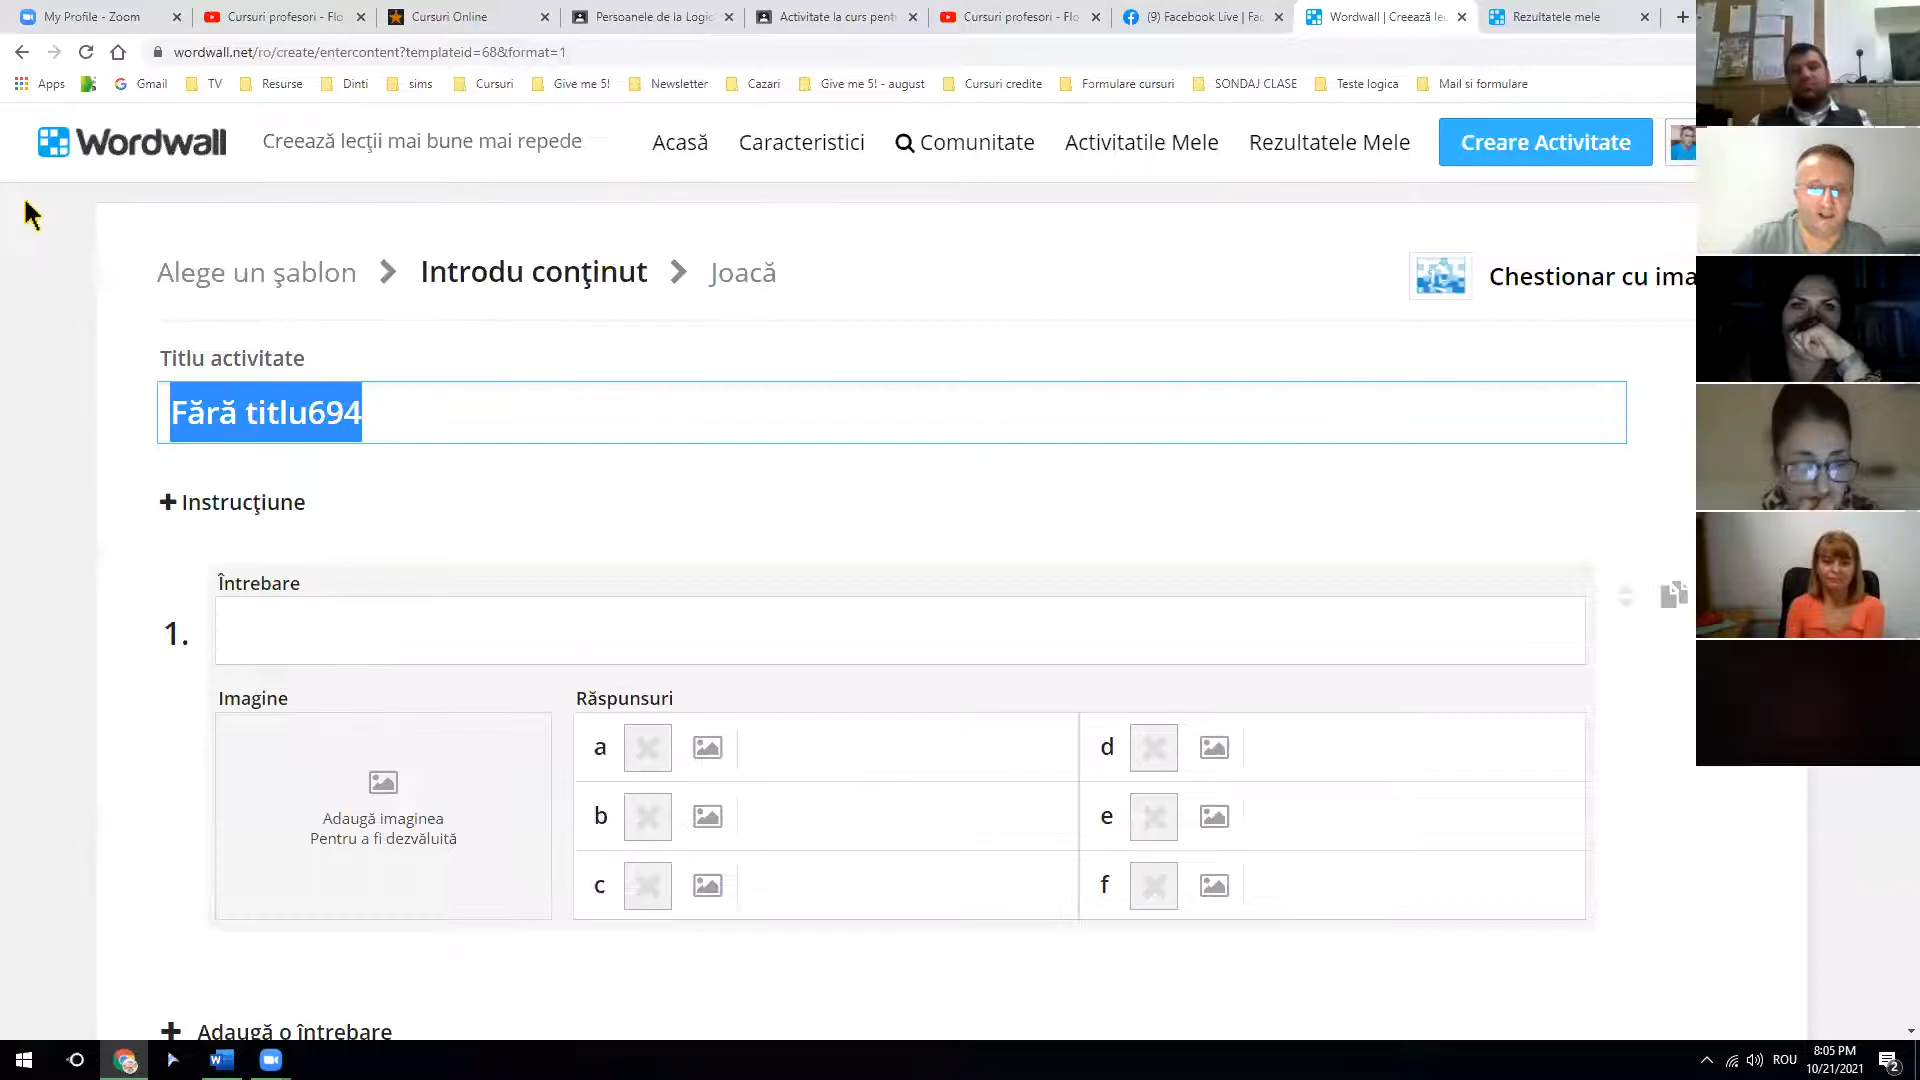 My Profile - Zoom
Cursuri profesori - Flo
Cursuri Online
Persoanele de la Logic
Activitate la curs pent
Cursuri profesori - Flo
(9) Facebook Live | Fac
Wordwall | Creează le
Rezultatele mele
wordwall.net/ro/create/entercontent?templateid=68&format=1
Apps
Gmail
TV
Resurse
Dinti
sims
Cursuri
Give me 5!
Newsletter
Cazari
Give me 5! - august
Cursuri credite
Formulare cursuri
SONDAJ CLASE
Teste logica
Mail si formulare
Wordwall
Creează lecţii mai bune mai repede
Acasă
Caracteristici
Comunitate
Activitatile Mele
Rezultatele Mele
Creare Activitate
Alege un şablon
Introdu conţinut
Joacă
Chestionar cu ima
Titlu activitate
Fără titlu694
+ Instrucţiune
Întrebare
1.
Imagine
Răspunsuri
Adaugă imaginea
Pentru a fi dezvăluită
a
d
b
e
c
f
+ Adaugă o întrebare
ROU
8:05 PM
10/21/2021
2